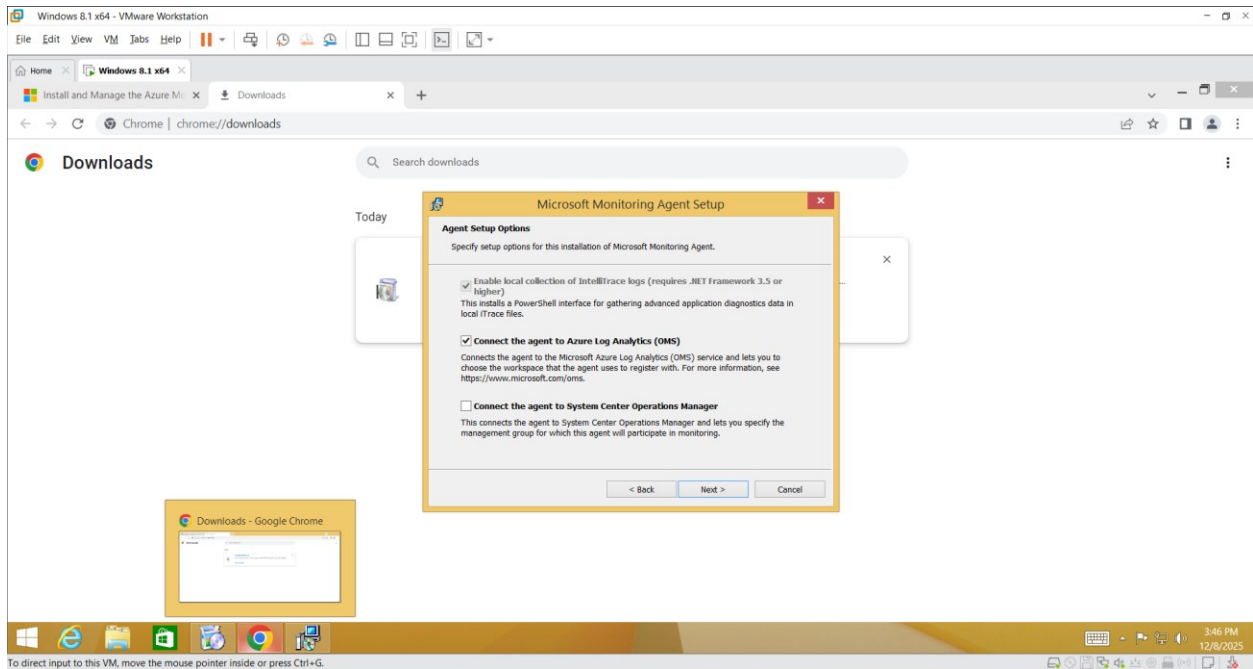 Windows 8.1 x64 - VMware Workstation
File Edit View VM Tabs Help
Home Windows 8.1 x64
Install and Manage the Azure Mo Downloads
Chrome | chrome://downloads
Downloads
Search downloads
Today
Microsoft Monitoring Agent Setup
Agent Setup Options
Specify setup options for this installation of Microsoft Monitoring Agent.
Enable local collection of IntelliTrace logs (requires .NET Framework 3.5 or
higher)
This installs a PowerShell interface for gathering advanced application diagnostics data in
local iTrace files.
Connect the agent to Azure Log Analytics (OMS)
Connects the agent to the Microsoft Azure Log Analytics (OMS) service and lets you to
choose the workspace that the agent uses to register with. For more information, see
https://www.microsoft.com/oms.
Connect the agent to System Center Operations Manager
This connects the agent to System Center Operations Manager and lets you specify the
management group for which this agent will participate in monitoring.
< Back Next > Cancel
Downloads - Google Chrome
3:46 PM
12/8/2025
To direct input to this VM, move the mouse pointer inside or press Ctrl+G.